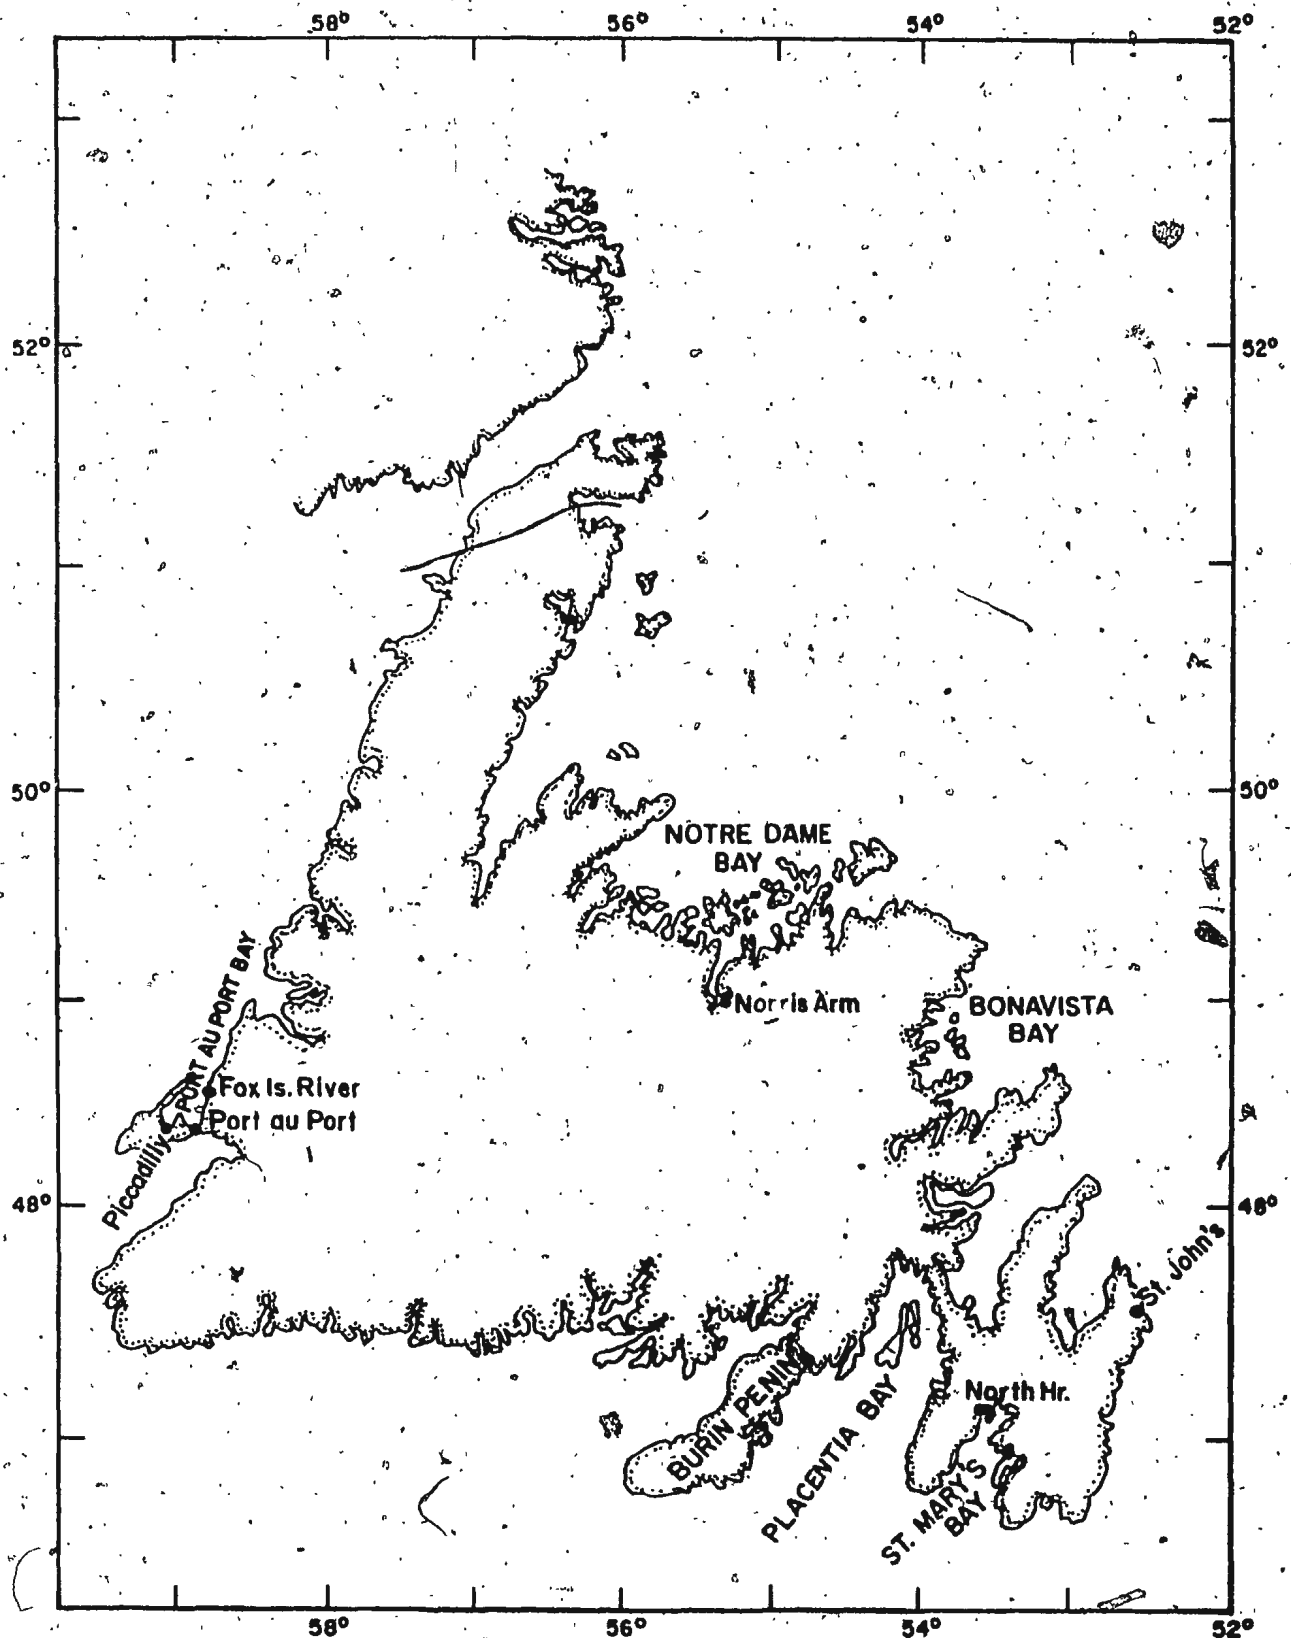 58° 56° 54° 52°
52° 52°
50° 50°
NOTRE DAME
BAY
PORT AU PORT BAY
Norris Arm
BONAVISTA
BAY
Fox Is. River
Port au Port
Piccadilly
48° 48°
St. John's
BURIN PENIN.
North Hr.
PLACENTIA BAY
ST. MARY'S
BAY
58° 56° 54° 52°